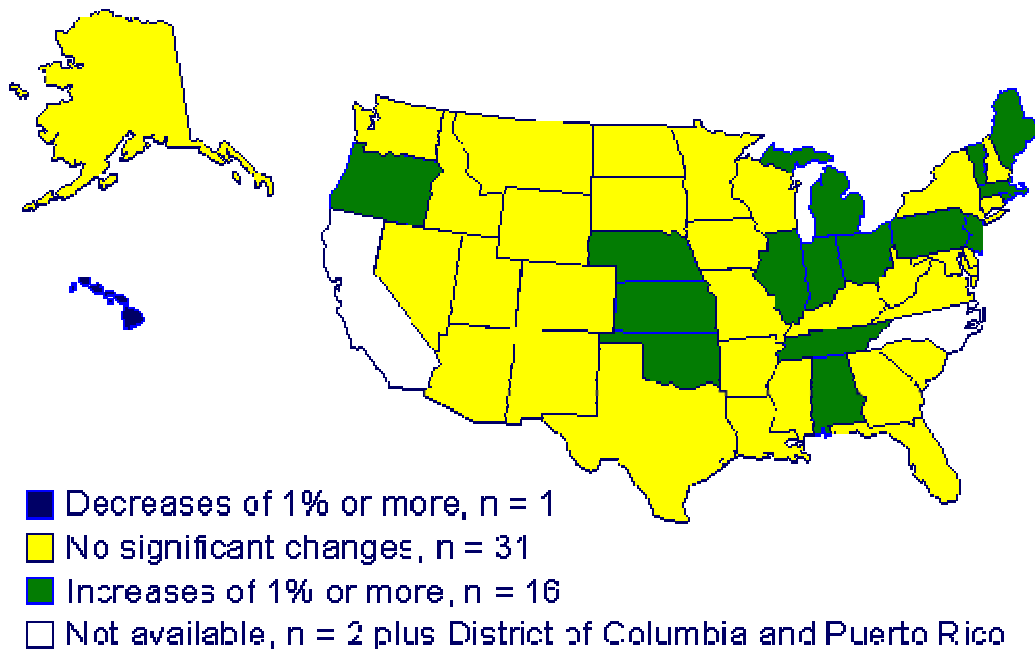 Decreases of 1% or more, n = 1
No significant changes, n = 31
Increases of 1% or more, n = 16
Not available, n = 2 plus District of Columbia and Puerto Rico